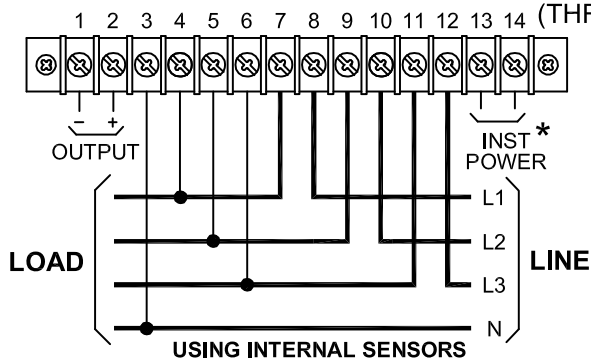 1 2 3 4 5 6 7 8 9 10 11 12 13 14 (THR
- +
OUTPUT
INST *
POWER
L1
L2
LOAD
LINE
L3
N
USING INTERNAL SENSORS